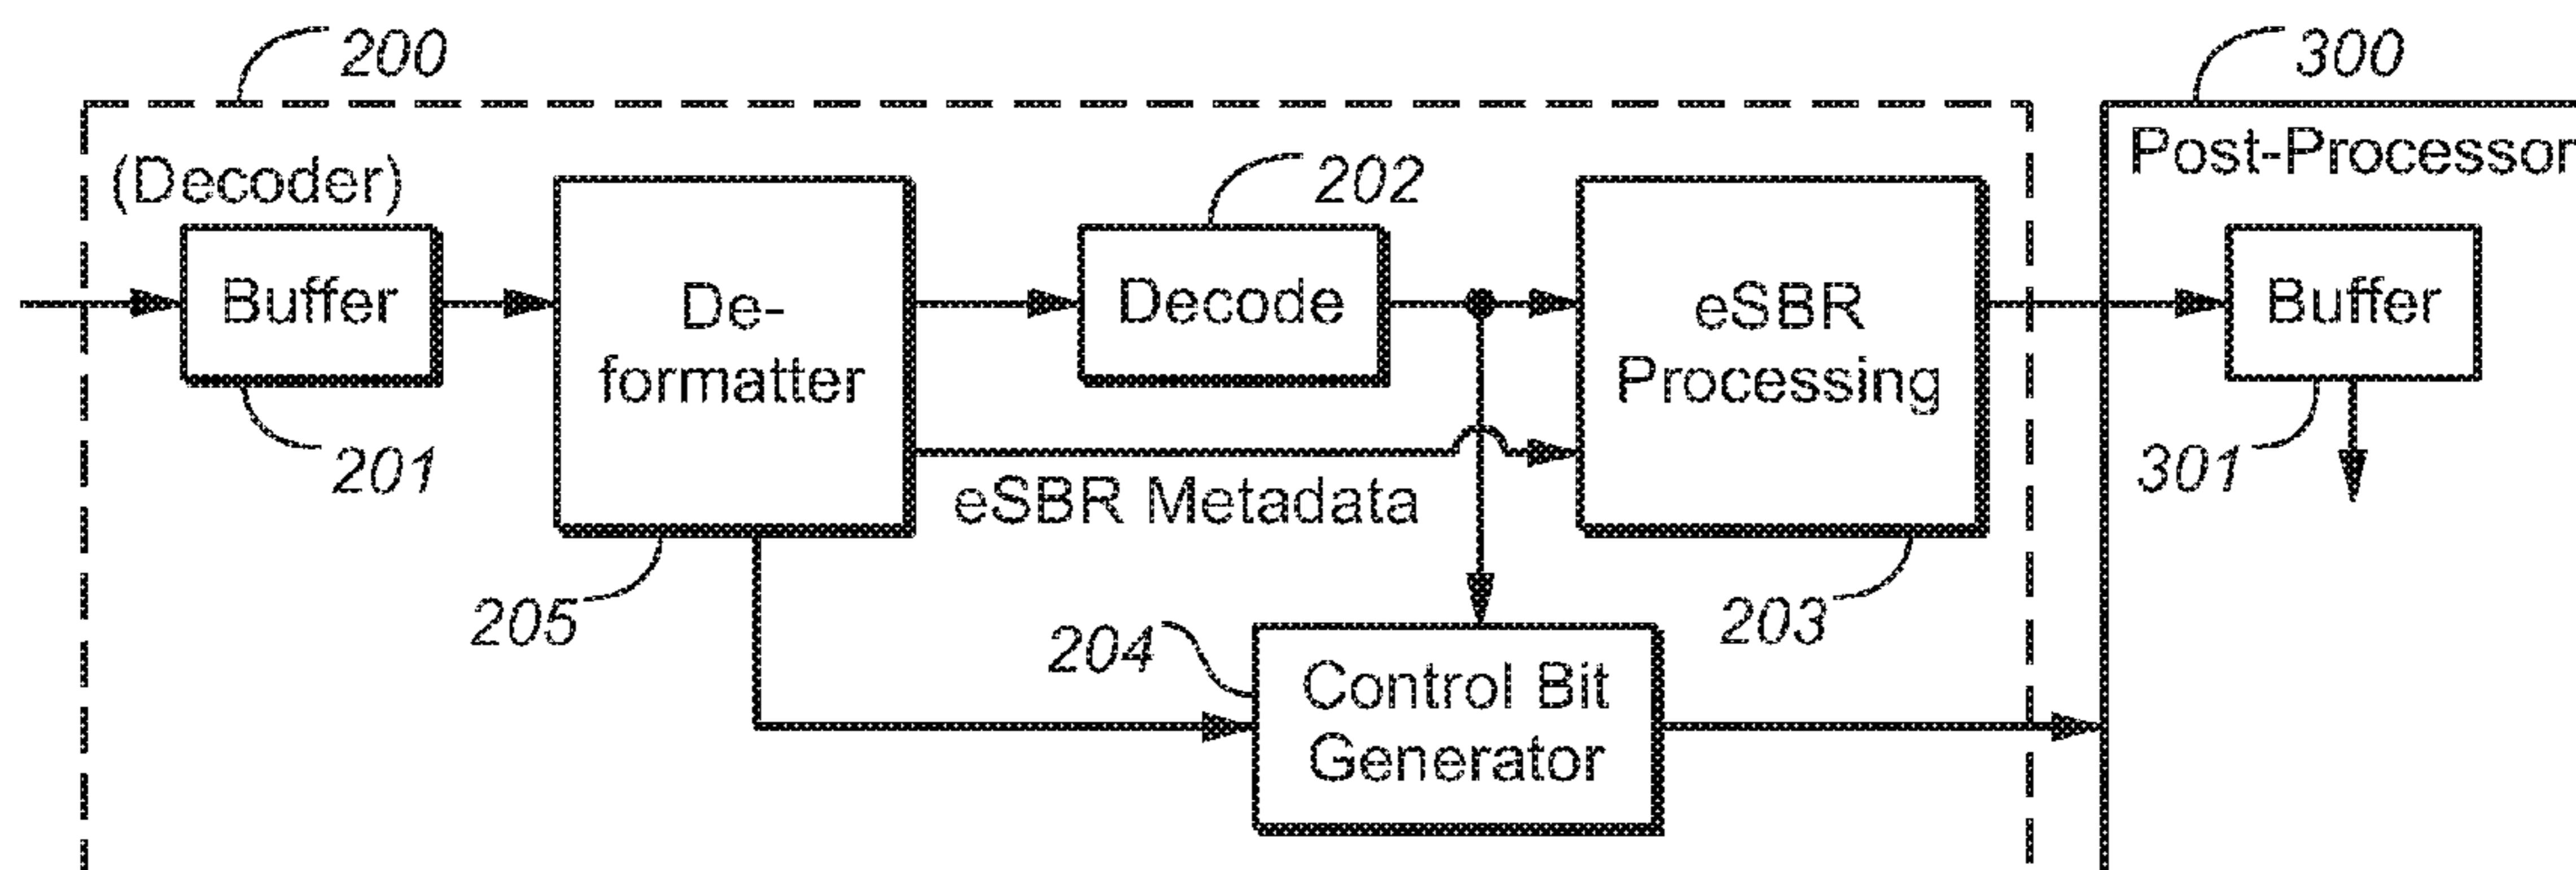 200
300
(Decoder)
Post-Processor
202
Buffer
De-
formatter
Decode
eSBR
Processing
Buffer
201
eSBR Metadata
301
205
204
203
Control Bit
Generator